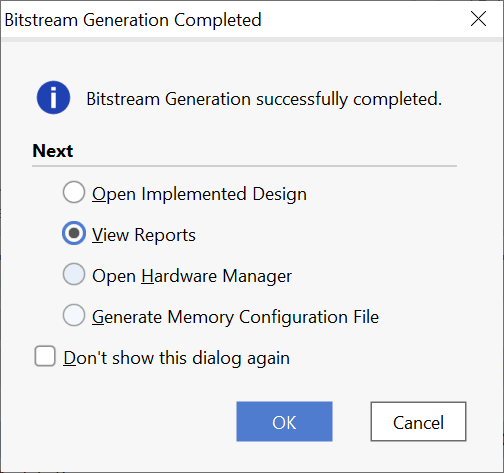 Bitstream Generation Completed
Bitstream Generation successfully completed.
Next
Open Implemented Design
View Reports
Open Hardware Manager
Generate Memory Configuration File
Don't show this dialog again
OK
Cancel